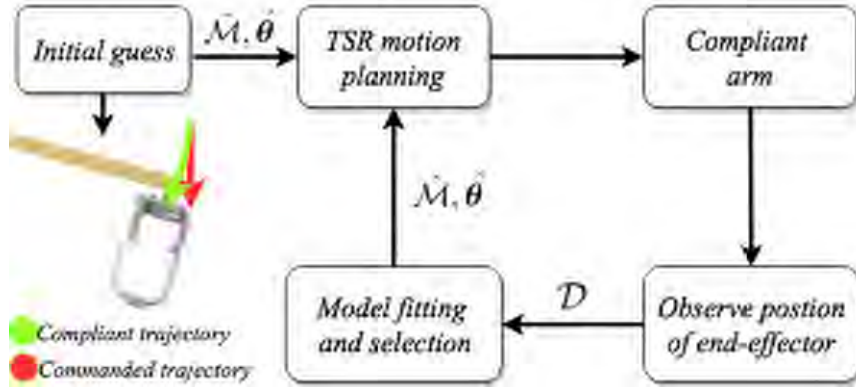 Initial guess
ℳ̂, θ̂
TSR motion
planning
Compliant
arm
ℳ̂, θ̂
Model fitting
and selection
𝒟
Observe postion
of end-effector
Compliant trajectory
Commanded trajectory